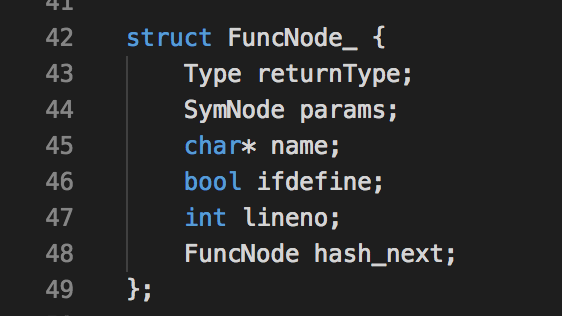 41
42 struct FuncNode_ {
43 Type returnType;
44 SymNode params;
45 char* name;
46 bool ifdefine;
47 int lineno;
48 FuncNode hash_next;
49 };